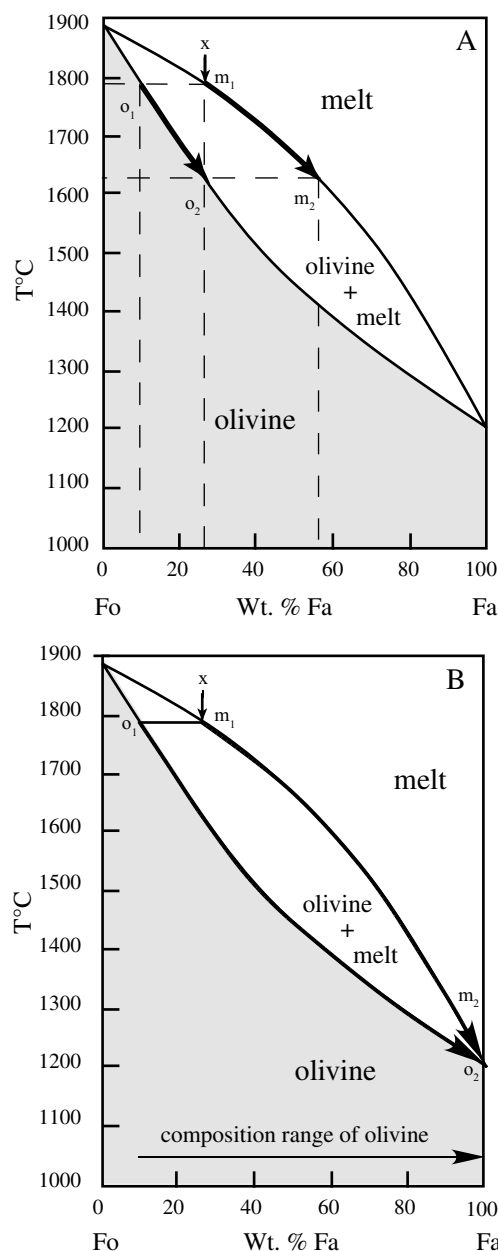 1900
A
x
1800
m₁
melt
o₁
1700
1600
o₂
m₂
1500
olivine
+
melt
T°C
1400
1300
olivine
1200
1100
1000
0 20 40 60 80 100
Fo Wt. % Fa Fa
1900
B
x
1800
o₁ m₁
1700
melt
1600
1500
olivine
+
melt
T°C
1400
1300
m₂
1200
olivine
o₂
1100
composition range of olivine
1000
0 20 40 60 80 100
Fo Wt. % Fa Fa